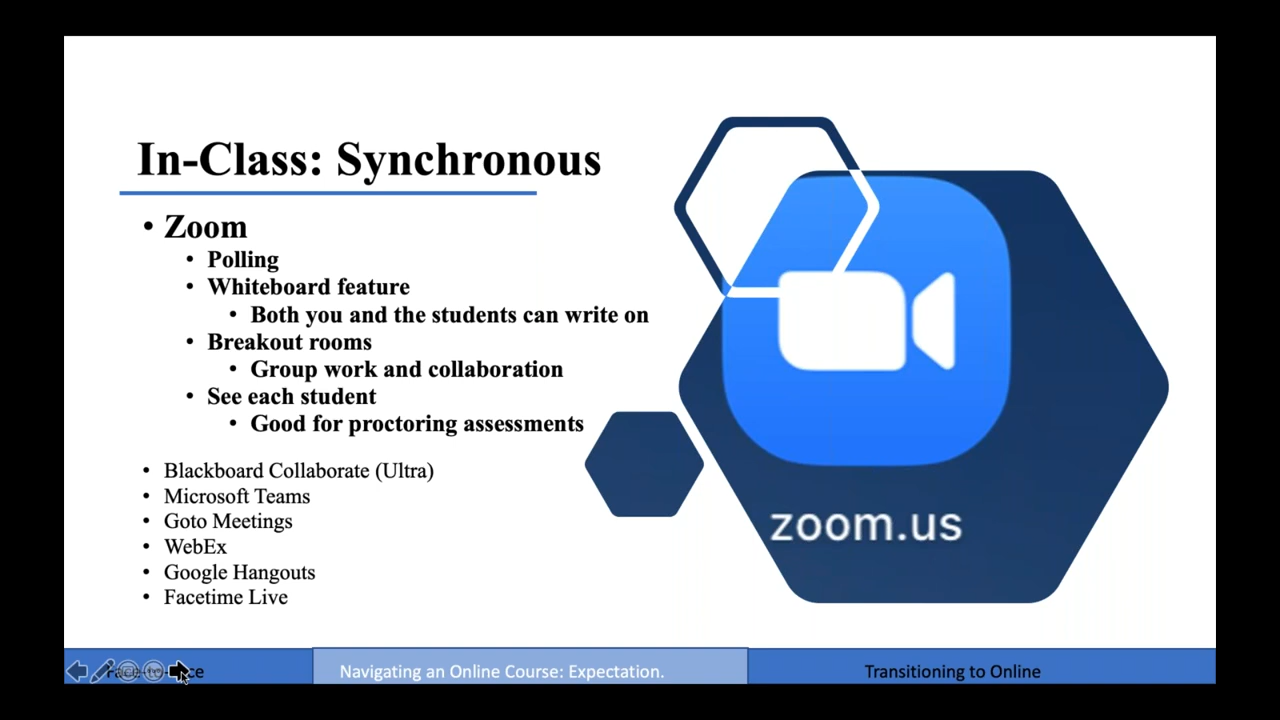 In-Class: Synchronous
• Zoom
• Polling
• Whiteboard feature
• Both you and the students can write on
• Breakout rooms
• Group work and collaboration
• See each student
• Good for proctoring assessments
• Blackboard Collaborate (Ultra)
• Microsoft Teams
• Goto Meetings
• WebEx
• Google Hangouts
• Facetime Live
zoom.us
Navigating an Online Course: Expectation.
Transitioning to Online